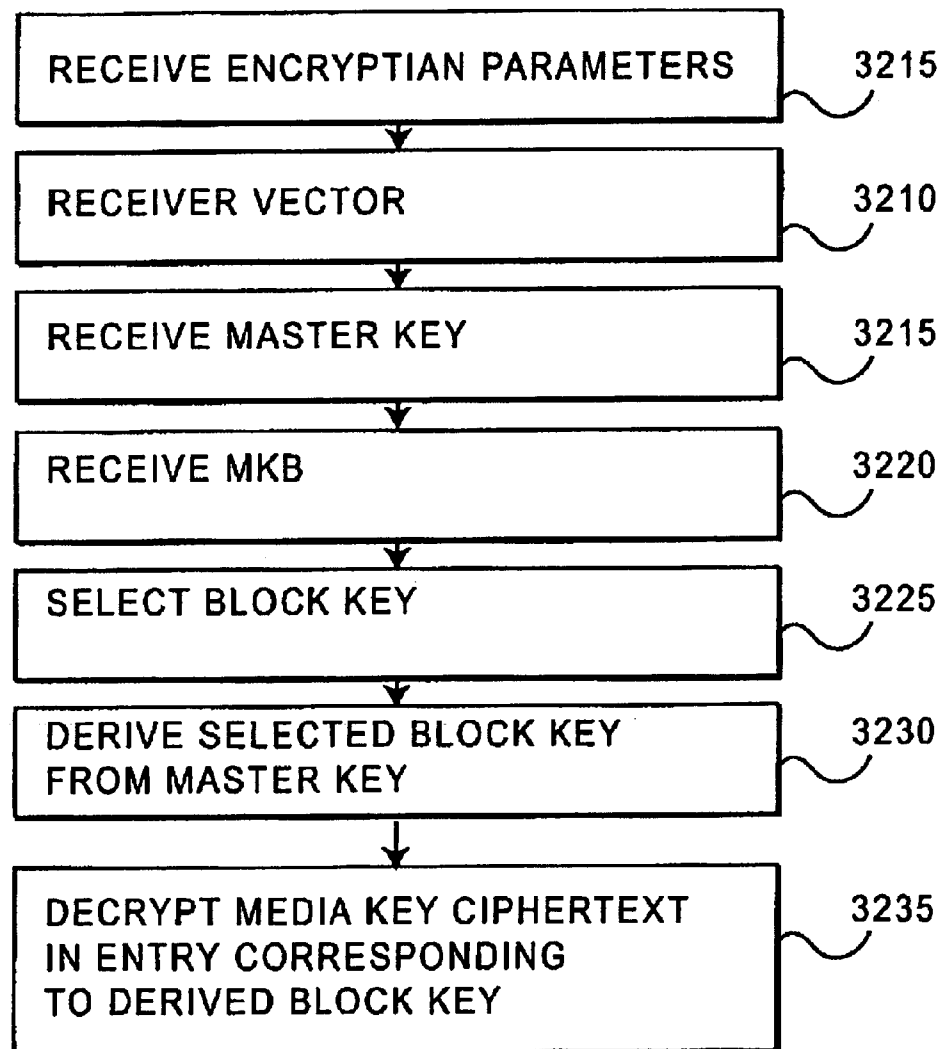 RECEIVE ENCRYPTIAN PARAMETERS 3215
RECEIVER VECTOR 3210
RECEIVE MASTER KEY 3215
RECEIVE MKB 3220
SELECT BLOCK KEY 3225
DERIVE SELECTED BLOCK KEY 3230
FROM MASTER KEY
DECRYPT MEDIA KEY CIPHERTEXT 3235
IN ENTRY CORRESPONDING
TO DERIVED BLOCK KEY